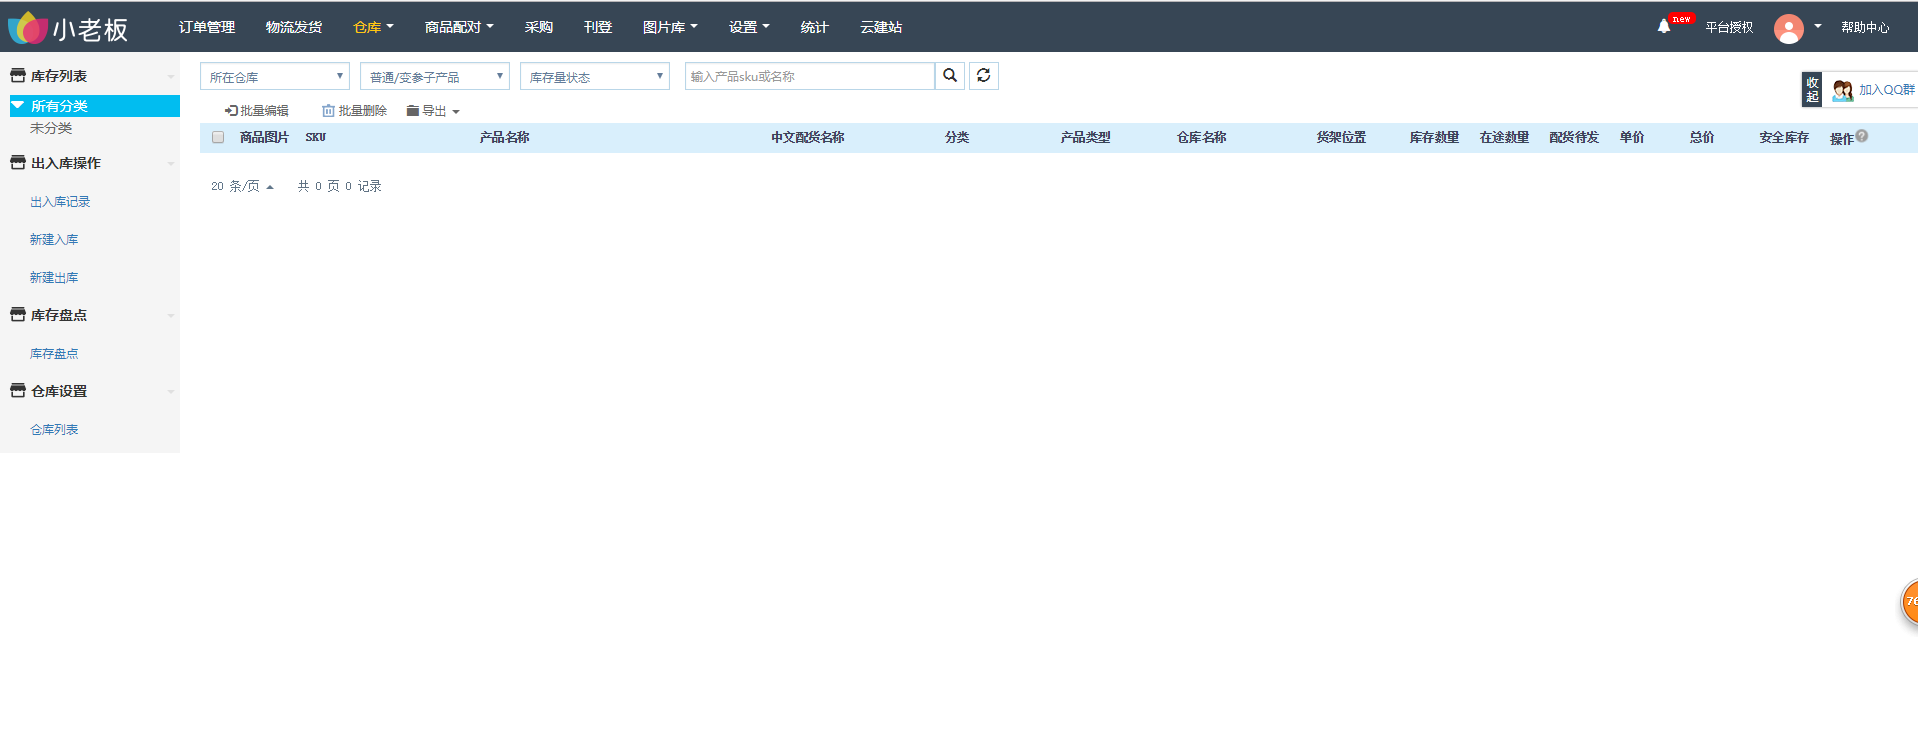 小老板 订单管理 物流发货 仓库 商品配对 采购 刊登 图片库 设置 统计 云建站 new 平台授权 帮助中心
库存列表
所有分类
未分类
出入库操作
出入库记录
新建入库
新建出库
库存盘点
库存盘点
仓库设置
仓库列表
所在仓库 普通/变参子产品 库存量状态 输入产品sku或名称
批量编辑 批量删除 导出
商品图片 SKU 产品名称 中文配货名称 分类 产品类型 仓库名称 货架位置 库存数量 在途数量 配货待发 单价 总价 安全库存 操作 ?
20 条/页 共 0 页 0 记录
收起 加入QQ群